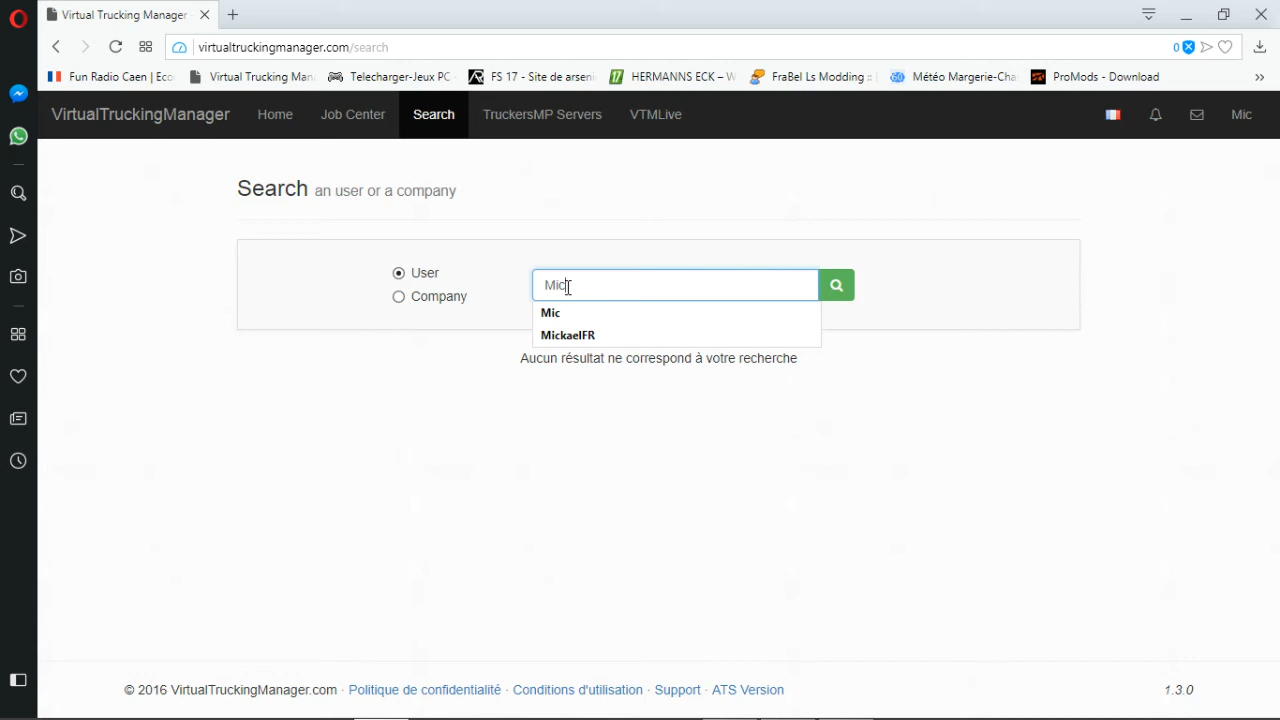 Virtual Trucking Manager
virtualtruckingmanager.com/search
0
Fun Radio Caen | Eco
Virtual Trucking Man
Telecharger-Jeux PC
FS 17 - Site de arseni
HERMANNS ECK – W
FraBel Ls Modding ::
Météo Margerie-Cha
ProMods - Download
VirtualTruckingManager
Home
Job Center
Search
TruckersMP Servers
VTMLive
Mic
Search an user or a company
User
Company
Mic
Mic
MickaelFR
Aucun résultat ne correspond à votre recherche
© 2016 VirtualTruckingManager.com · Politique de confidentialité · Conditions d'utilisation · Support · ATS Version
1.3.0